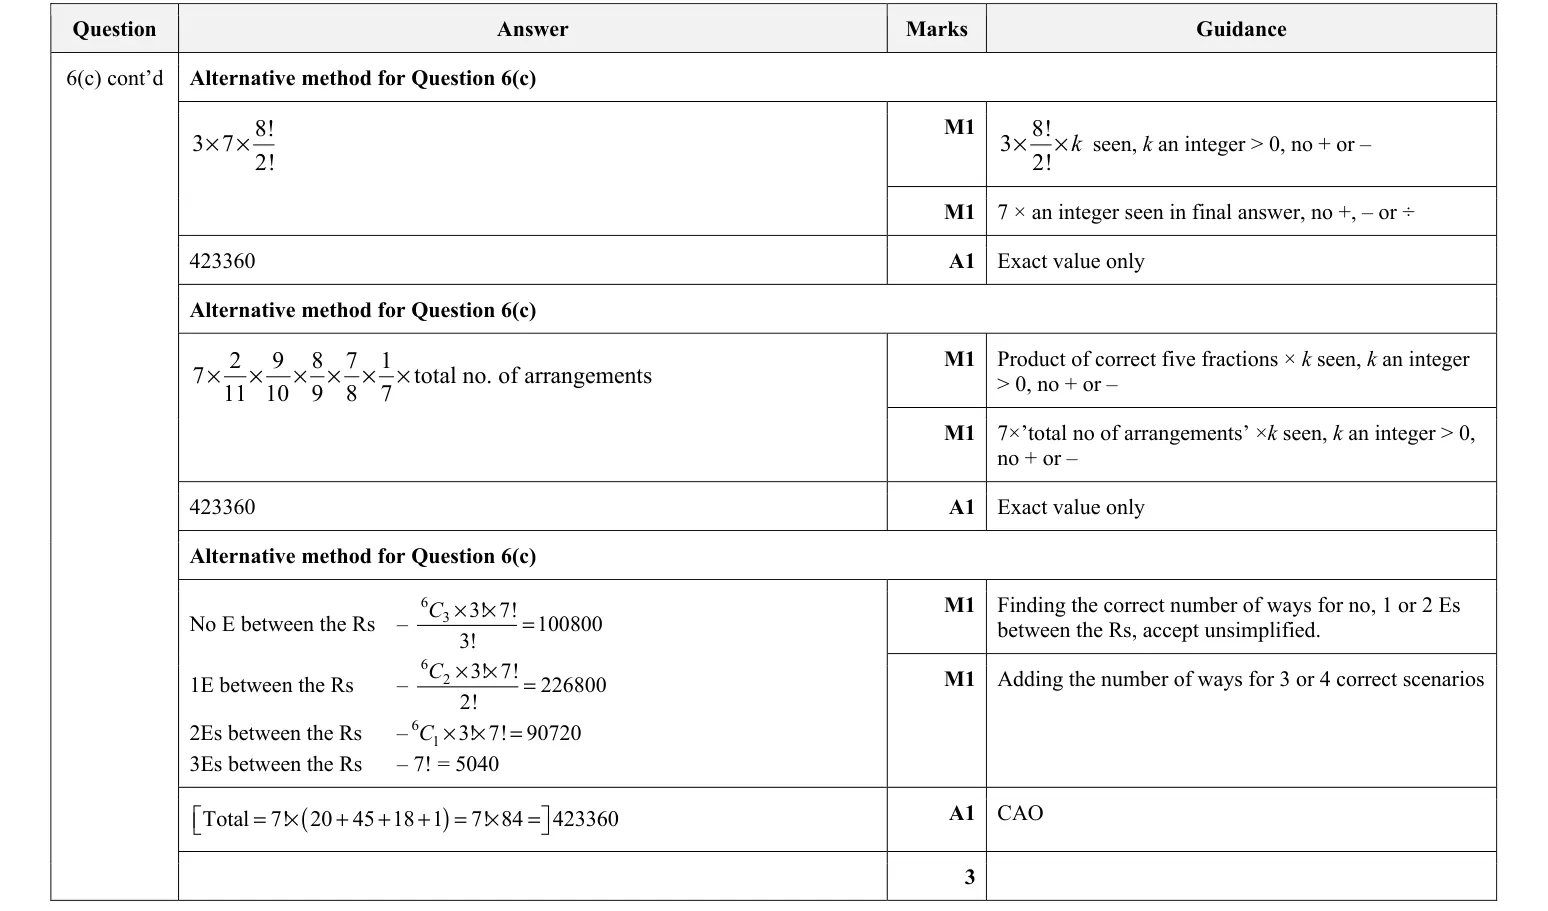 Question Answer Marks Guidance
6(c) cont’d Alternative method for Question 6(c)
3×7×8!/2! M1 3×8!/2!×k seen, k an integer > 0, no + or –
M1 7 × an integer seen in final answer, no +, – or ÷
423360 A1 Exact value only
Alternative method for Question 6(c)
7×2/11×9/10×8/9×7/8×1/7×total no. of arrangements M1 Product of correct five fractions × k seen, k an integer
> 0, no + or –
M1 7×’total no of arrangements’ ×k seen, k an integer > 0,
no + or –
423360 A1 Exact value only
Alternative method for Question 6(c)
No E between the Rs – ⁶C₃×3!×7!/3! =100800 M1 Finding the correct number of ways for no, 1 or 2 Es
between the Rs, accept unsimplified.
1E between the Rs – ⁶C₂×3!×7!/2! = 226800 M1 Adding the number of ways for 3 or 4 correct scenarios
2Es between the Rs – ⁶C₁×3!×7!=90720
3Es between the Rs – 7! = 5040
[Total = 7!×(20+45+18+1) = 7!×84 =]423360 A1 CAO
3